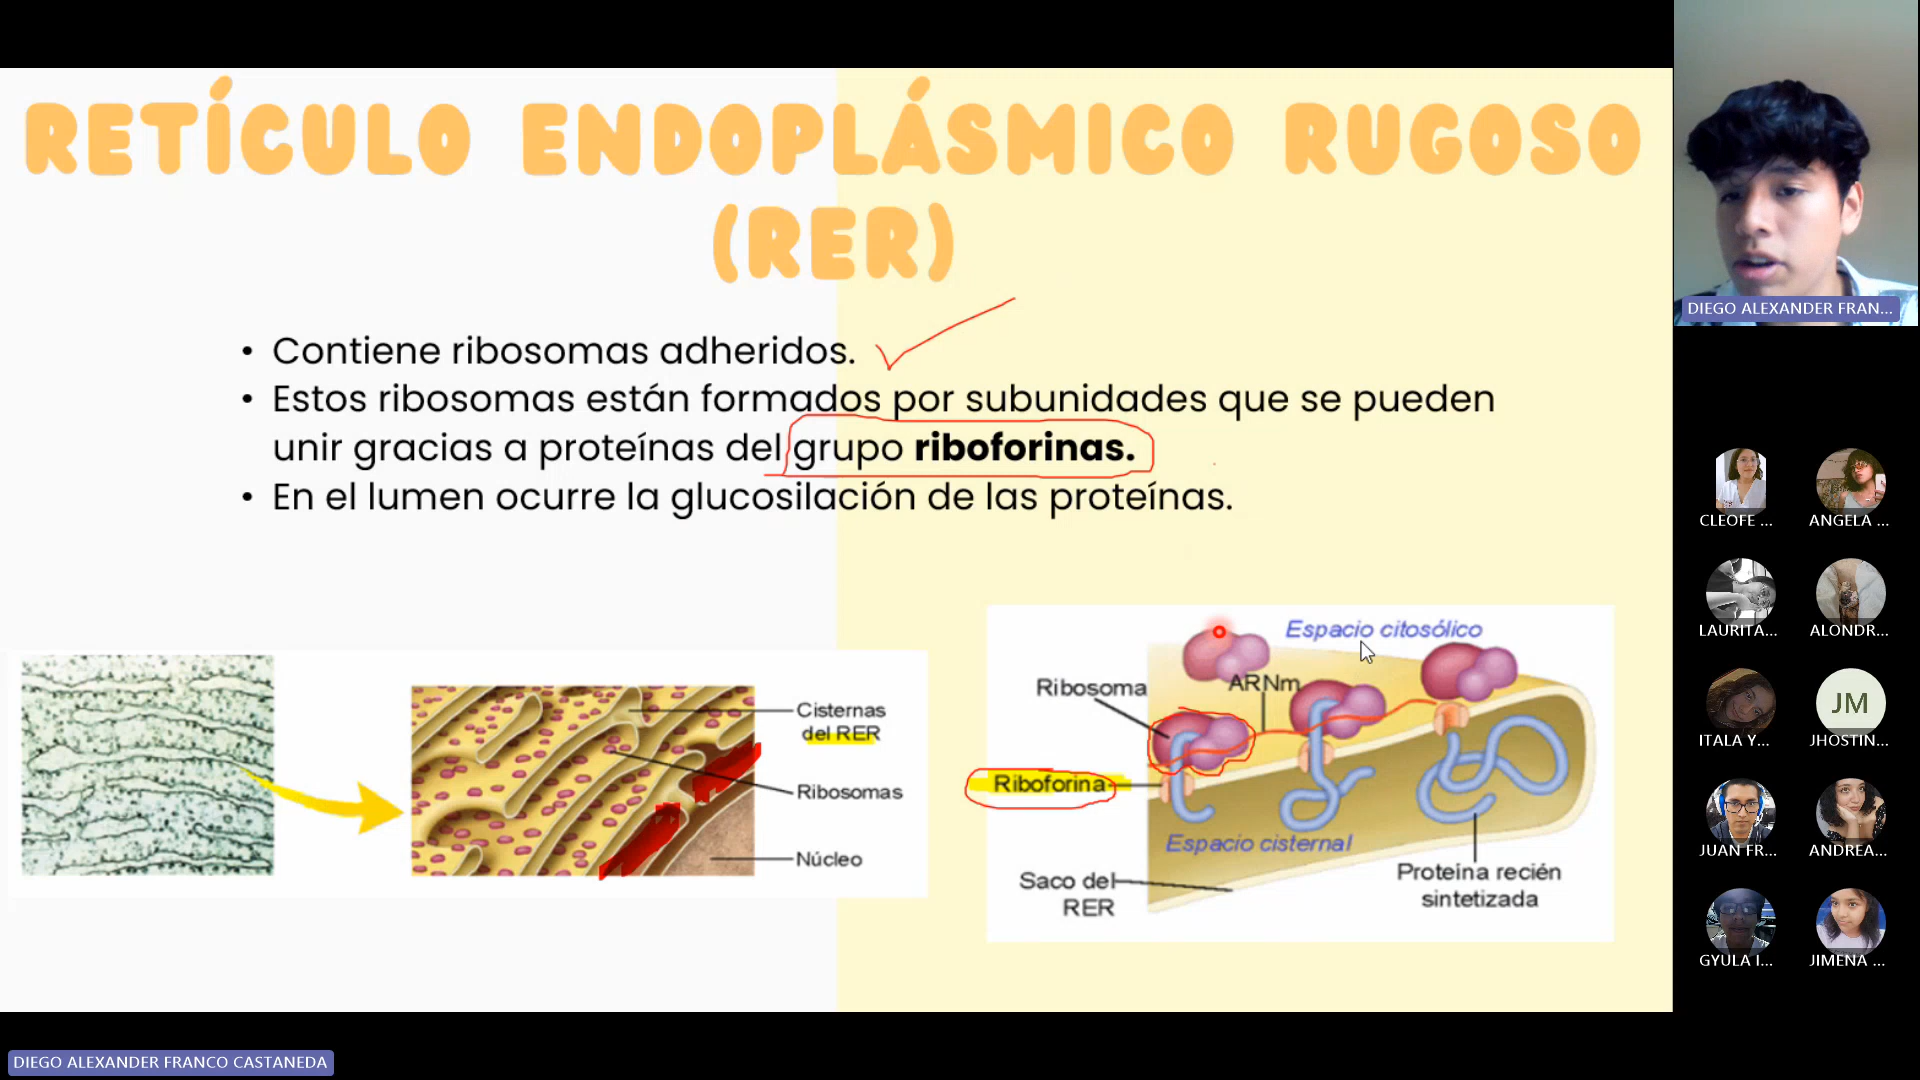 RETÍCULO ENDOPLÁSMICO RUGOSO
(RER)
• Contiene ribosomas adheridos.
• Estos ribosomas están formados por subunidades que se pueden
unir gracias a proteínas del grupo riboforinas.
• En el lumen ocurre la glucosilación de las proteínas.
Cisternas
del RER
Ribosomas
Núcleo
Espacio citosólico
Ribosoma
ARNm
Riboforina
Espacio cisternal
Saco del
RER
Proteína recién
sintetizada
DIEGO ALEXANDER FRAN...
CLEOFE ...
ANGELA ...
LAURITA...
ALONDR...
ITALA Y...
JM
JHOSTIN...
JUAN FR...
ANDREA...
GYULA I...
JIMENA ...
DIEGO ALEXANDER FRANCO CASTANEDA